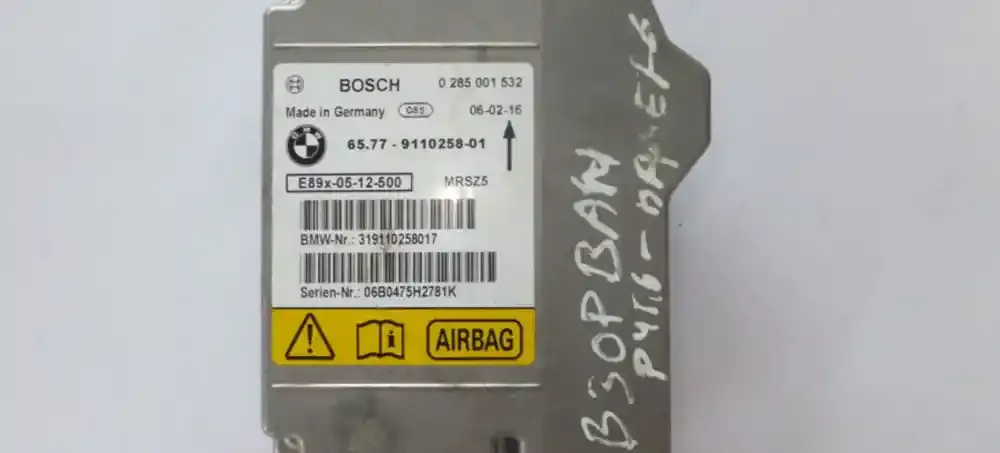 BOSCH 0 285 001 532
Made in Germany 06-02-16
65.77 - 9110258-01
E89x-05-12-500 MRSZ5
BMW-Nr.: 319110258017
Serien-Nr.: 06B0475H2781K
AIRBAG
ВЗОРВАН